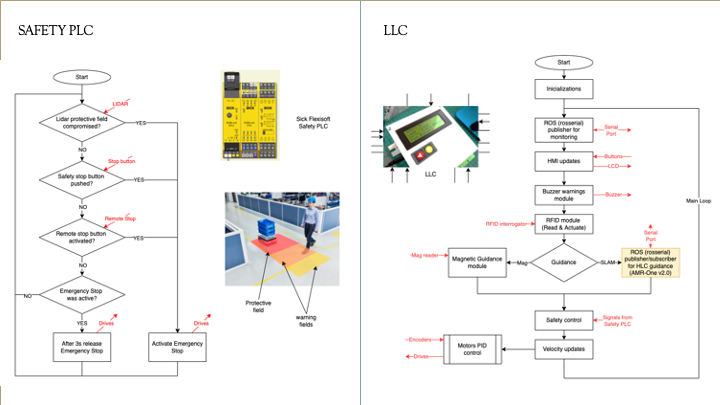 SAFETY PLC
Start
LIDAR
Lidar protective field
compromised?
YES
NO
Stop button
Safety stop button
pushed?
YES
NO
Remote Stop
Remote stop button
activated?
YES
NO
Emergency Stop
was active?
NO
YES
Drives
Drives
After 3s release
Emergency Stop
Activate Emergency
Stop
Sick Flexisoft
Safety PLC
Protective
field
warning
fields
LLC
Start
Inicializations
ROS (rosserial)
publisher for
monitoring
Serial
Port
HMI updates
Buttons
LCD
Buzzer warnings
module
Buzzer
RFID interrogator
RFID module
(Read & Actuate)
Main Loop
Serial
Port
Mag reader
Magnetic Guidance
module
Mag
Guidance
SLAM
ROS (rosserial)
publisher/subscriber
for HLC guidance
(AMR-One v2.0)
Safety control
Signals from
Safety PLC
Encoders
Drives
Motors PID
control
Velocity updates
LLC